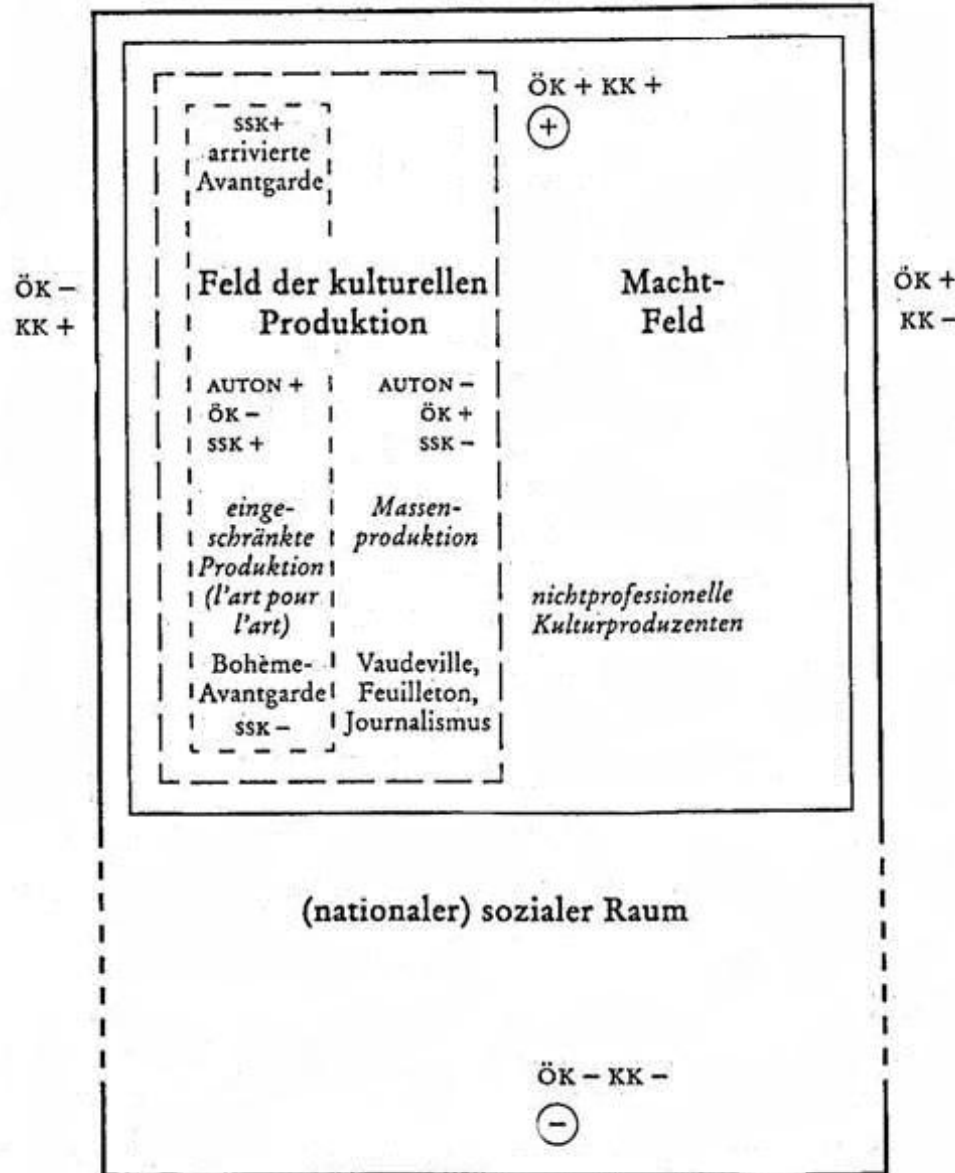 ÖK + KK +
+
SSK+
arrivierte
Avantgarde
ÖK –
KK +
Feld der kulturellen
Produktion
Macht-
Feld
ÖK +
KK –
AUTON +
ÖK –
SSK +
AUTON –
ÖK +
SSK –
einge-
schränkte
Produktion
(l'art pour
l'art)
Massen-
produktion
nichtprofessionelle
Kulturproduzenten
Bohème-
Avantgarde
SSK –
Vaudeville,
Feuilleton,
Journalismus
(nationaler) sozialer Raum
ÖK – KK –
–